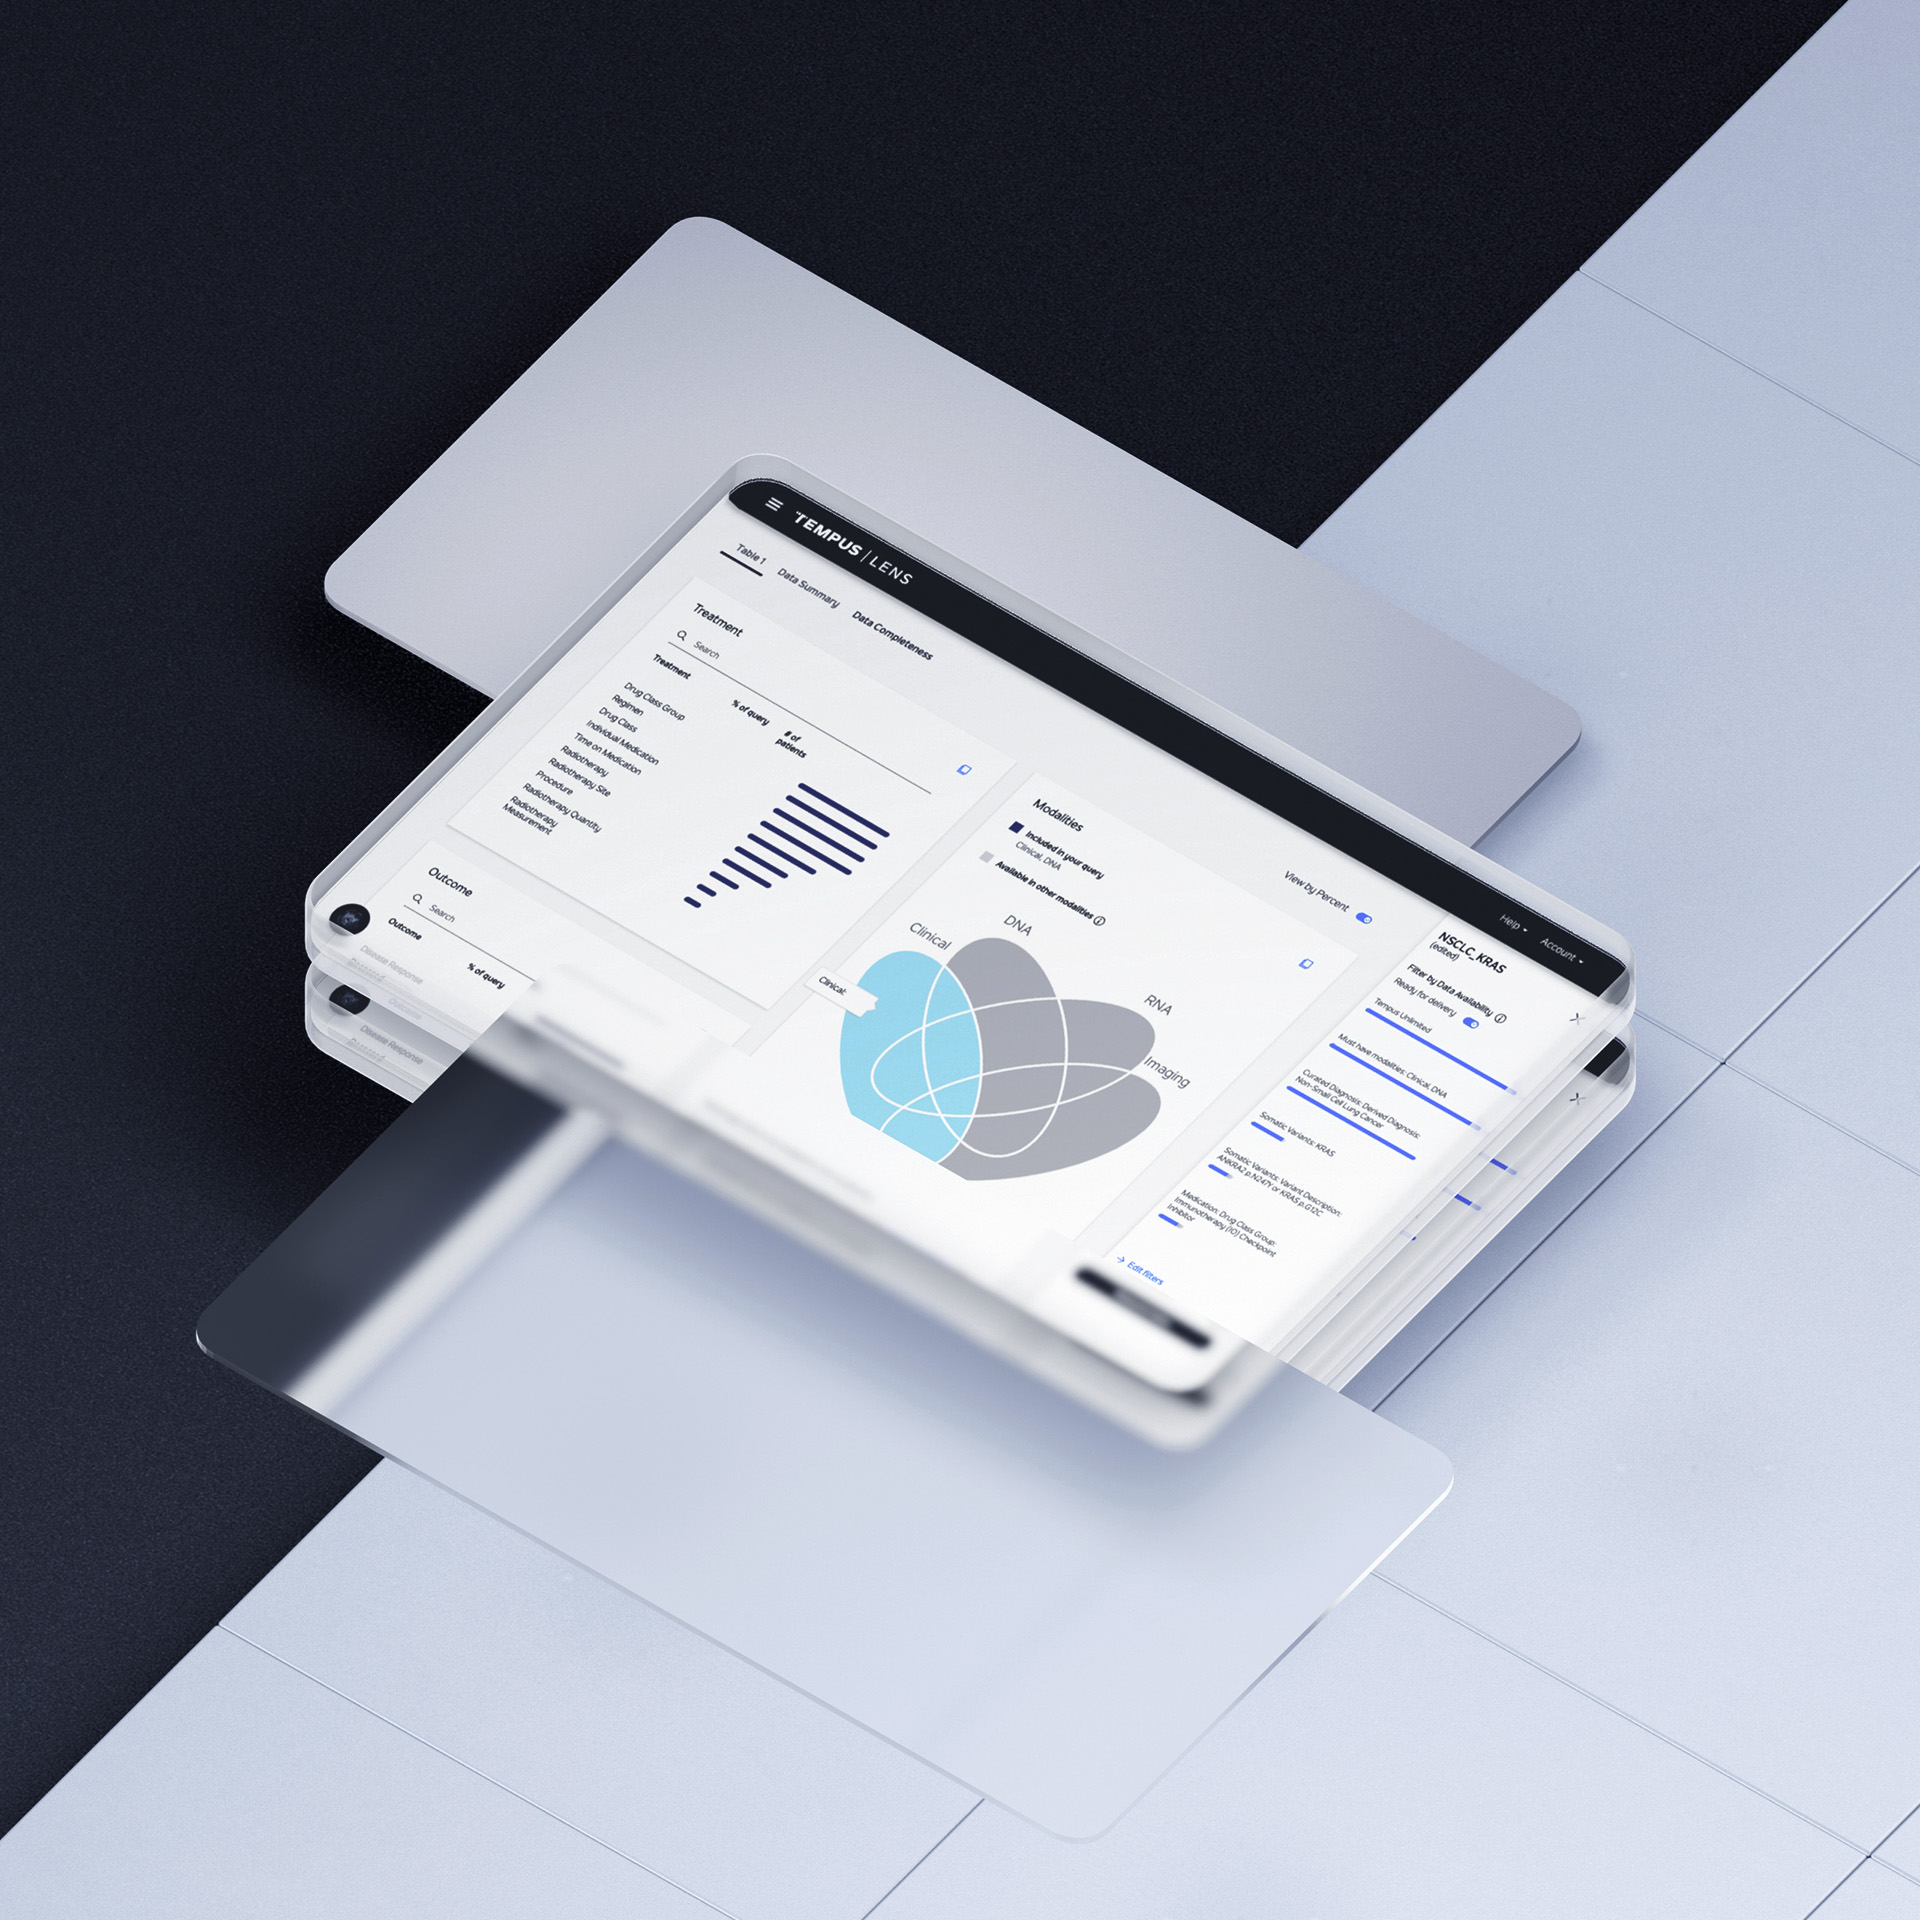 TEMPUS | LENS
Help
Account
Table 1
Data Summary
Data Completeness
View by Percent
Treatment
Search
Treatment
% of query
# of
patients
Drug Class Group
Regimen
Drug Class
Individual Medication
Time on Medication
Radiotherapy
Radiotherapy Site
Procedure
Radiotherapy Quantity
Radiotherapy
Measurement
Outcome
Search
Outcome
% of query
Disease Response
Modalities
Included in your query
Clinical, DNA
Available in other modalities
Clinical
DNA
RNA
Imaging
Clinical:
NSCLC_KRAS
(edited)
Filter by Data Availability
Ready for delivery
Tempus Unlimited
Must have modalities: Clinical, DNA
Curated Diagnosis: Derived Diagnosis:
Non-Small Cell Lung Cancer
Somatic Variants: KRAS
Somatic Variants: Variant Description:
ANKRA2 p.N247Y or KRAS p.G12C
Medication: Drug Class Group:
Immunotherapy (IO) Checkpoint
Inhibitor
Edit filters
Outcome
Disease Response